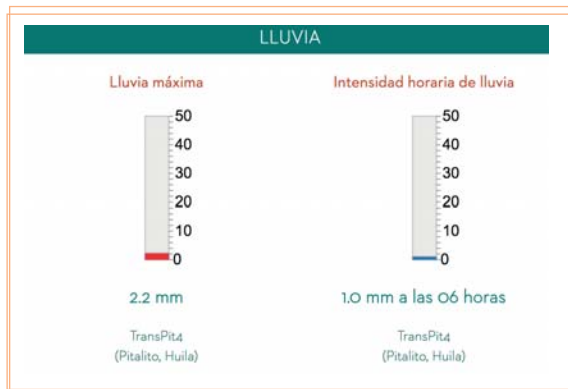 LLUVIA
Lluvia máxima
50
40
30
20
10
0
2.2 mm
TransPit4
(Pitalito, Huila)
Intensidad horaria de lluvia
50
40
30
20
10
0
1.0 mm a las 06 horas
TransPit4
(Pitalito, Huila)